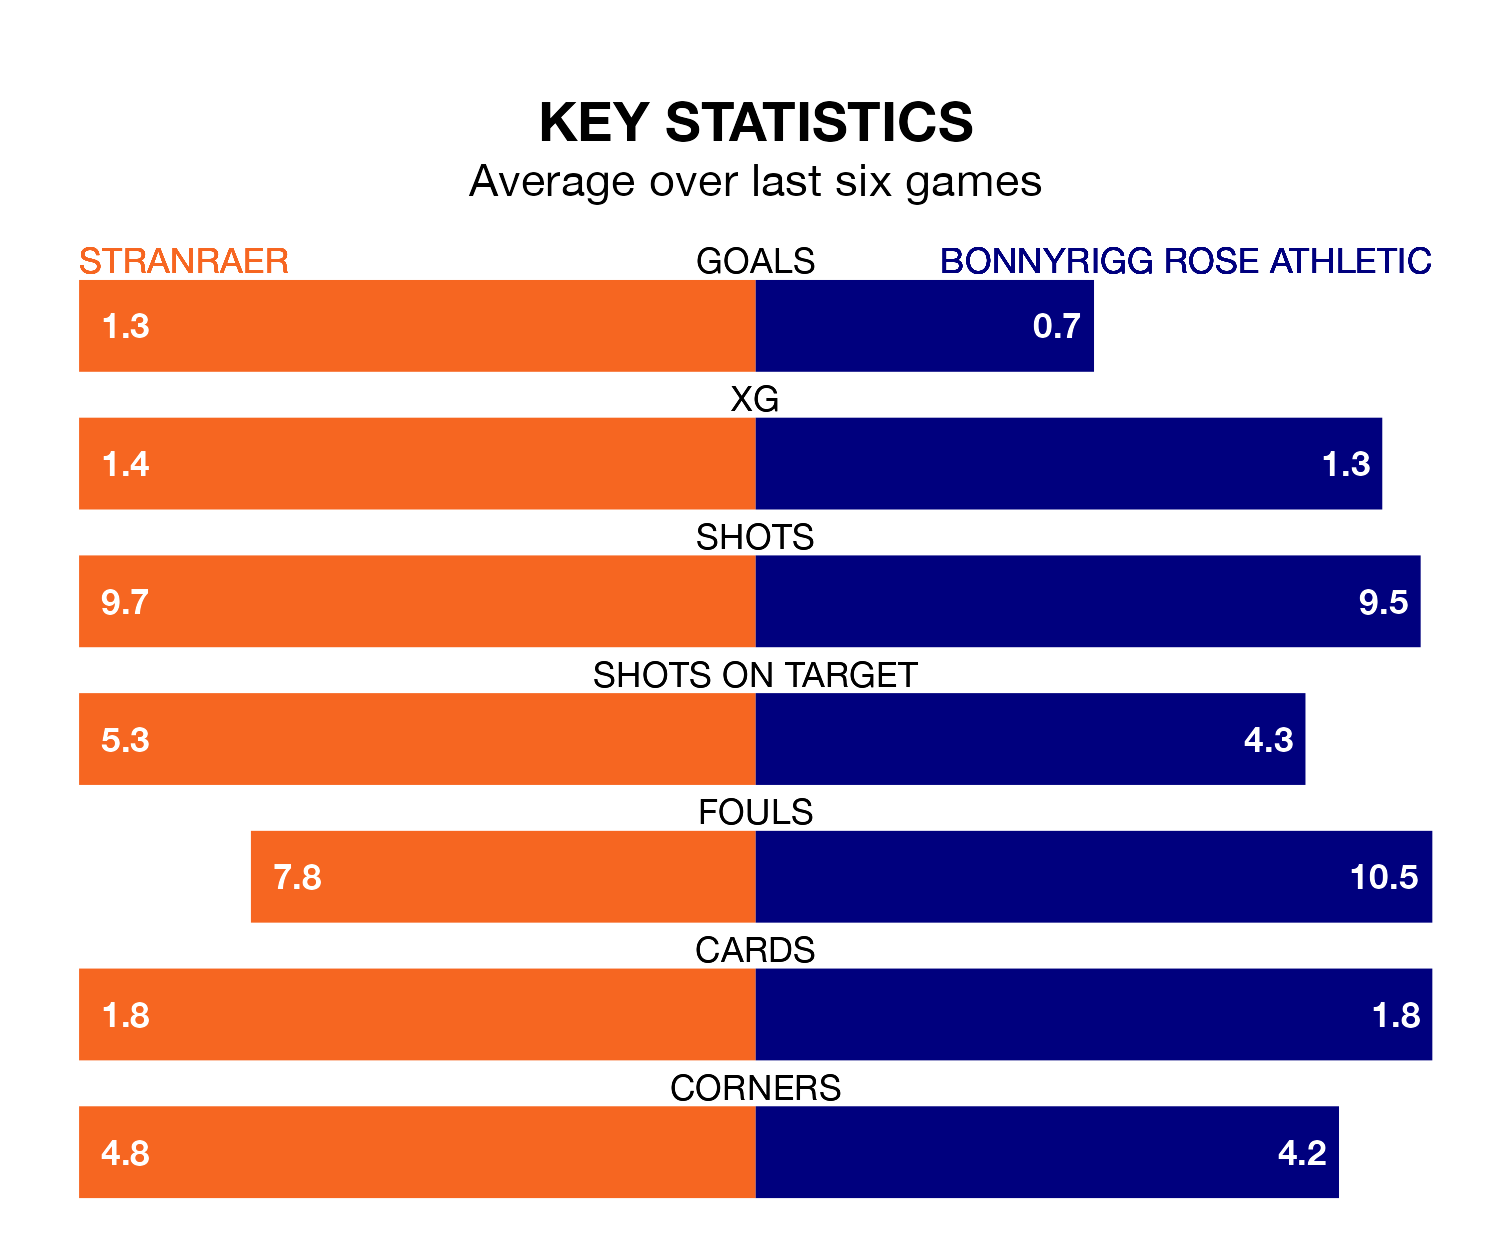 KEY STATISTICS
Average over last six games
STRANRAER GOALS BONNYRIGG ROSE ATHLETIC
1.3 0.7
XG
1.4 1.3
SHOTS
9.7 9.5
SHOTS ON TARGET
5.3 4.3
FOULS
7.8 10.5
CARDS
1.8 1.8
CORNERS
4.8 4.2